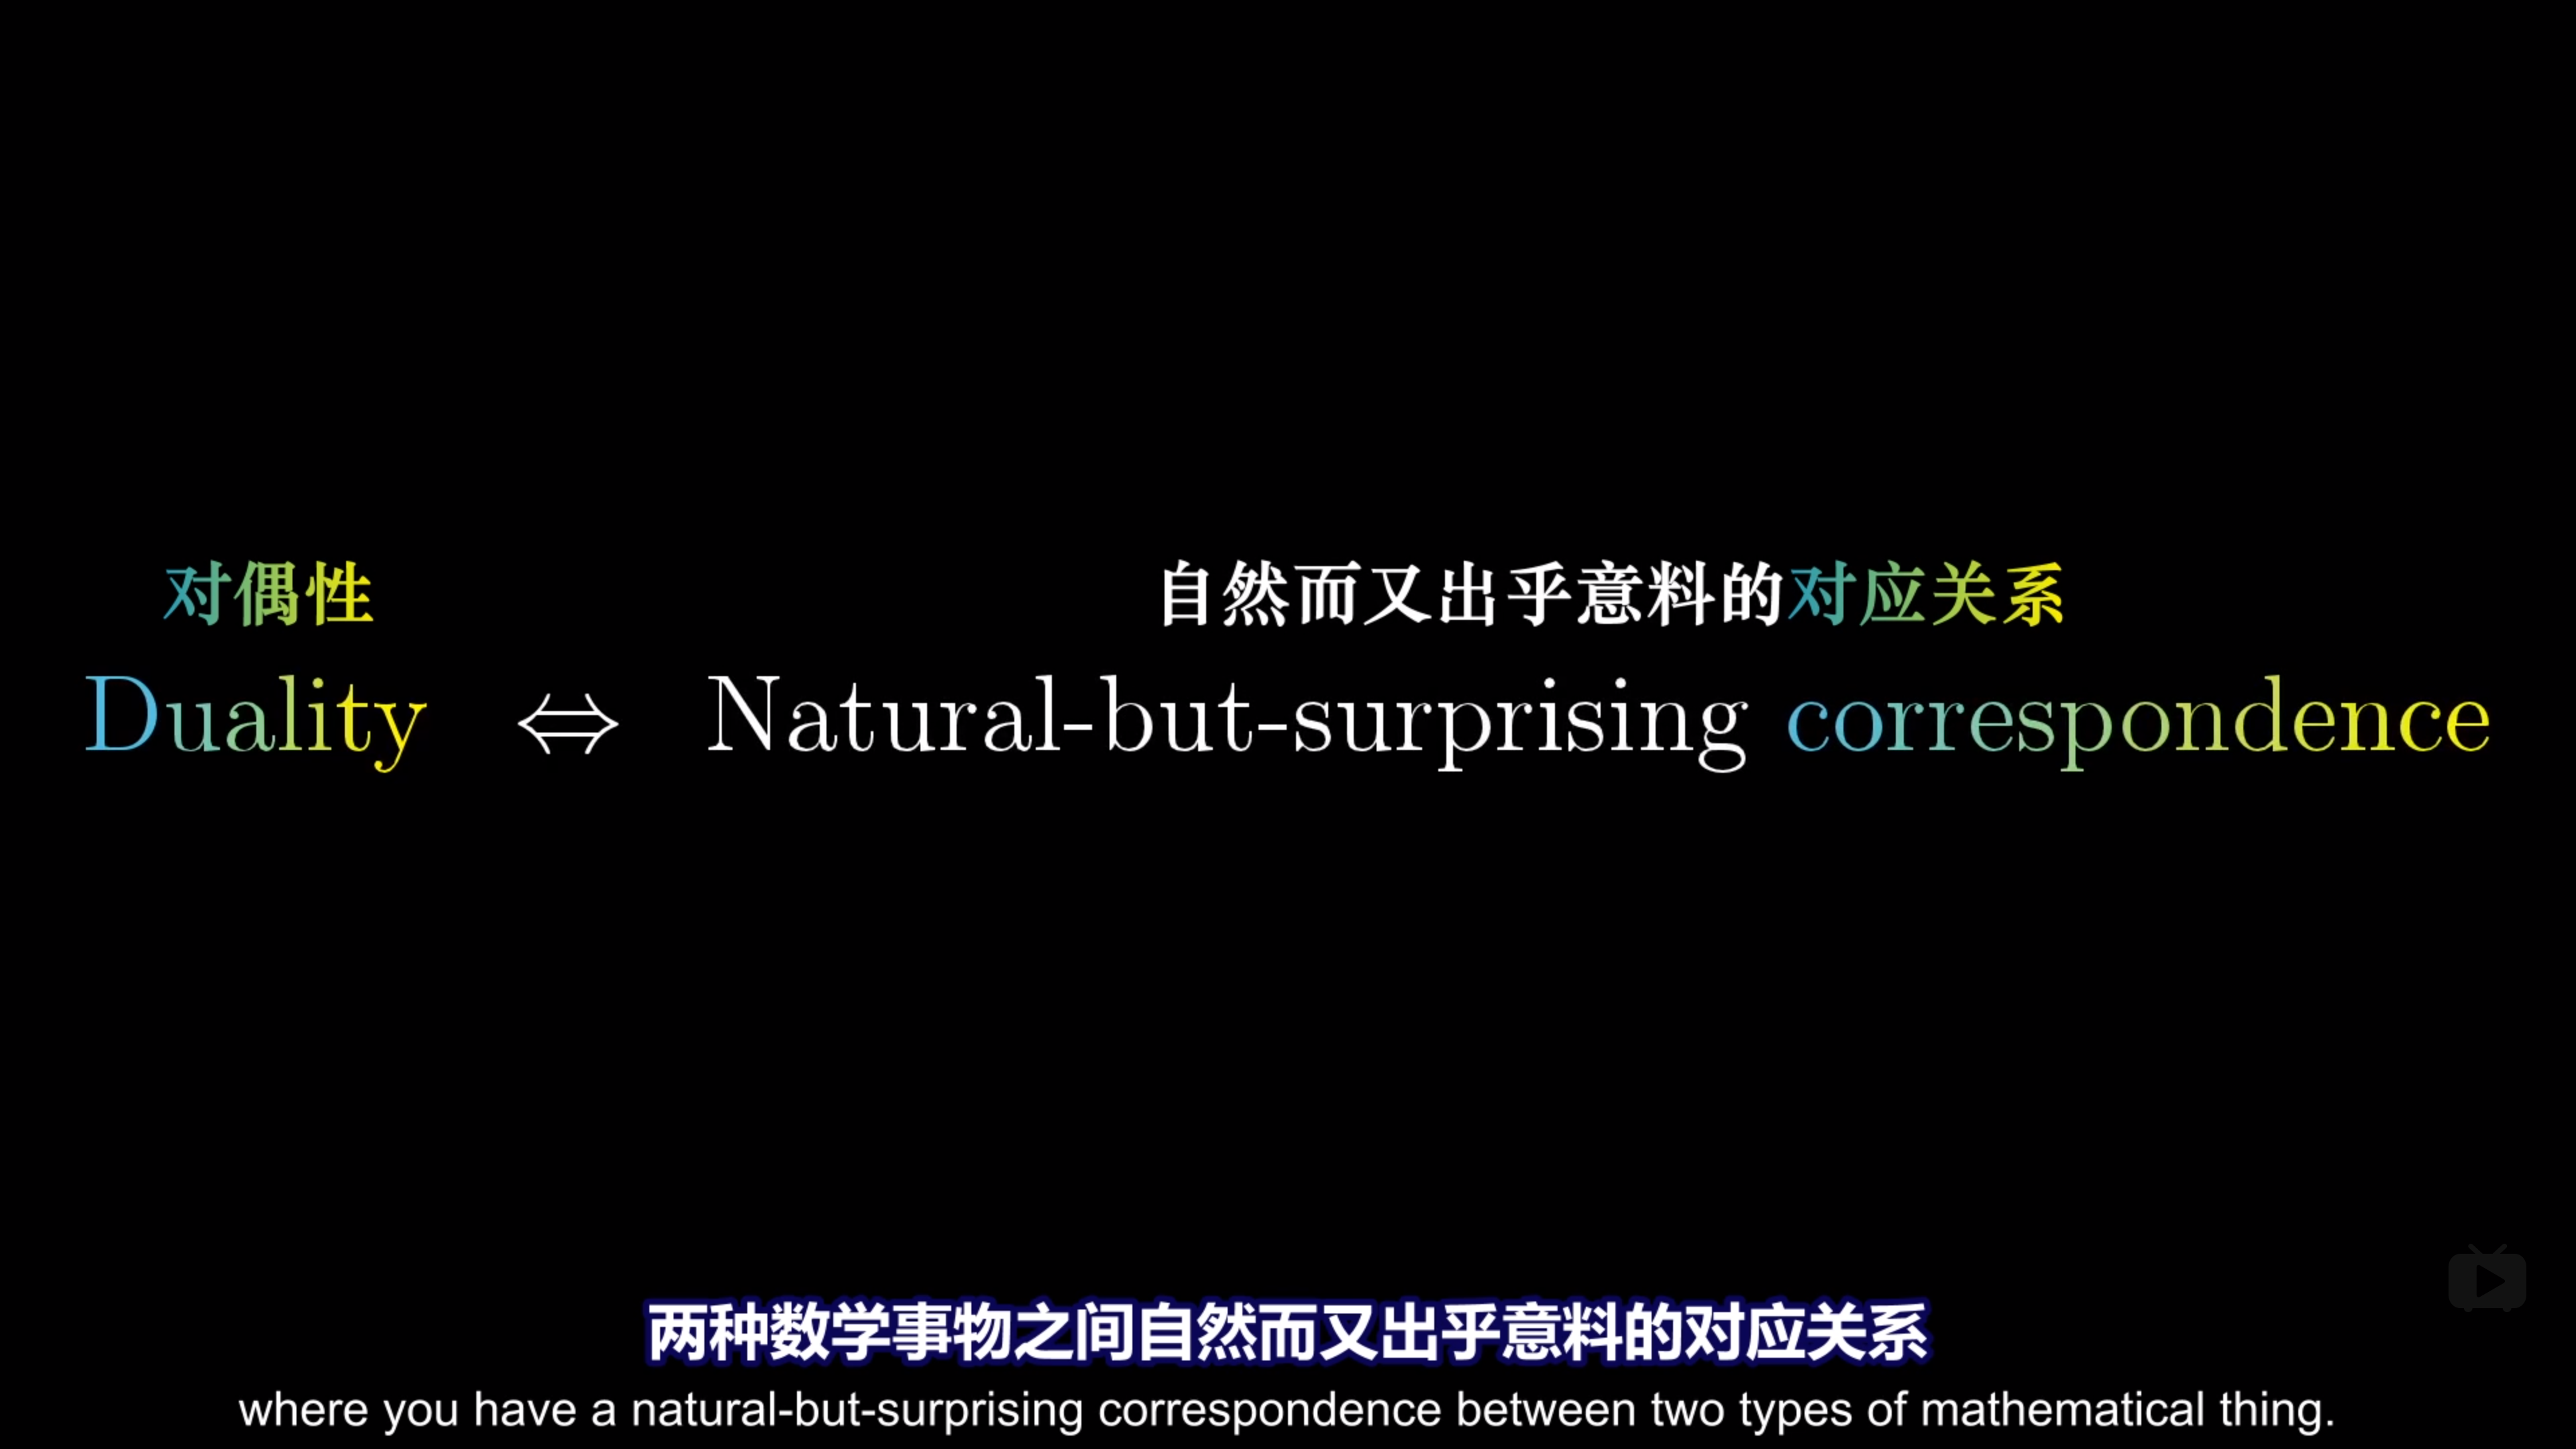 对偶性 自然而又出乎意料的对应关系
Duality ⇔ Natural-but-surprising correspondence
两种数学事物之间自然而又出乎意料的对应关系
where you have a natural-but-surprising correspondence between two types of mathematical thing.